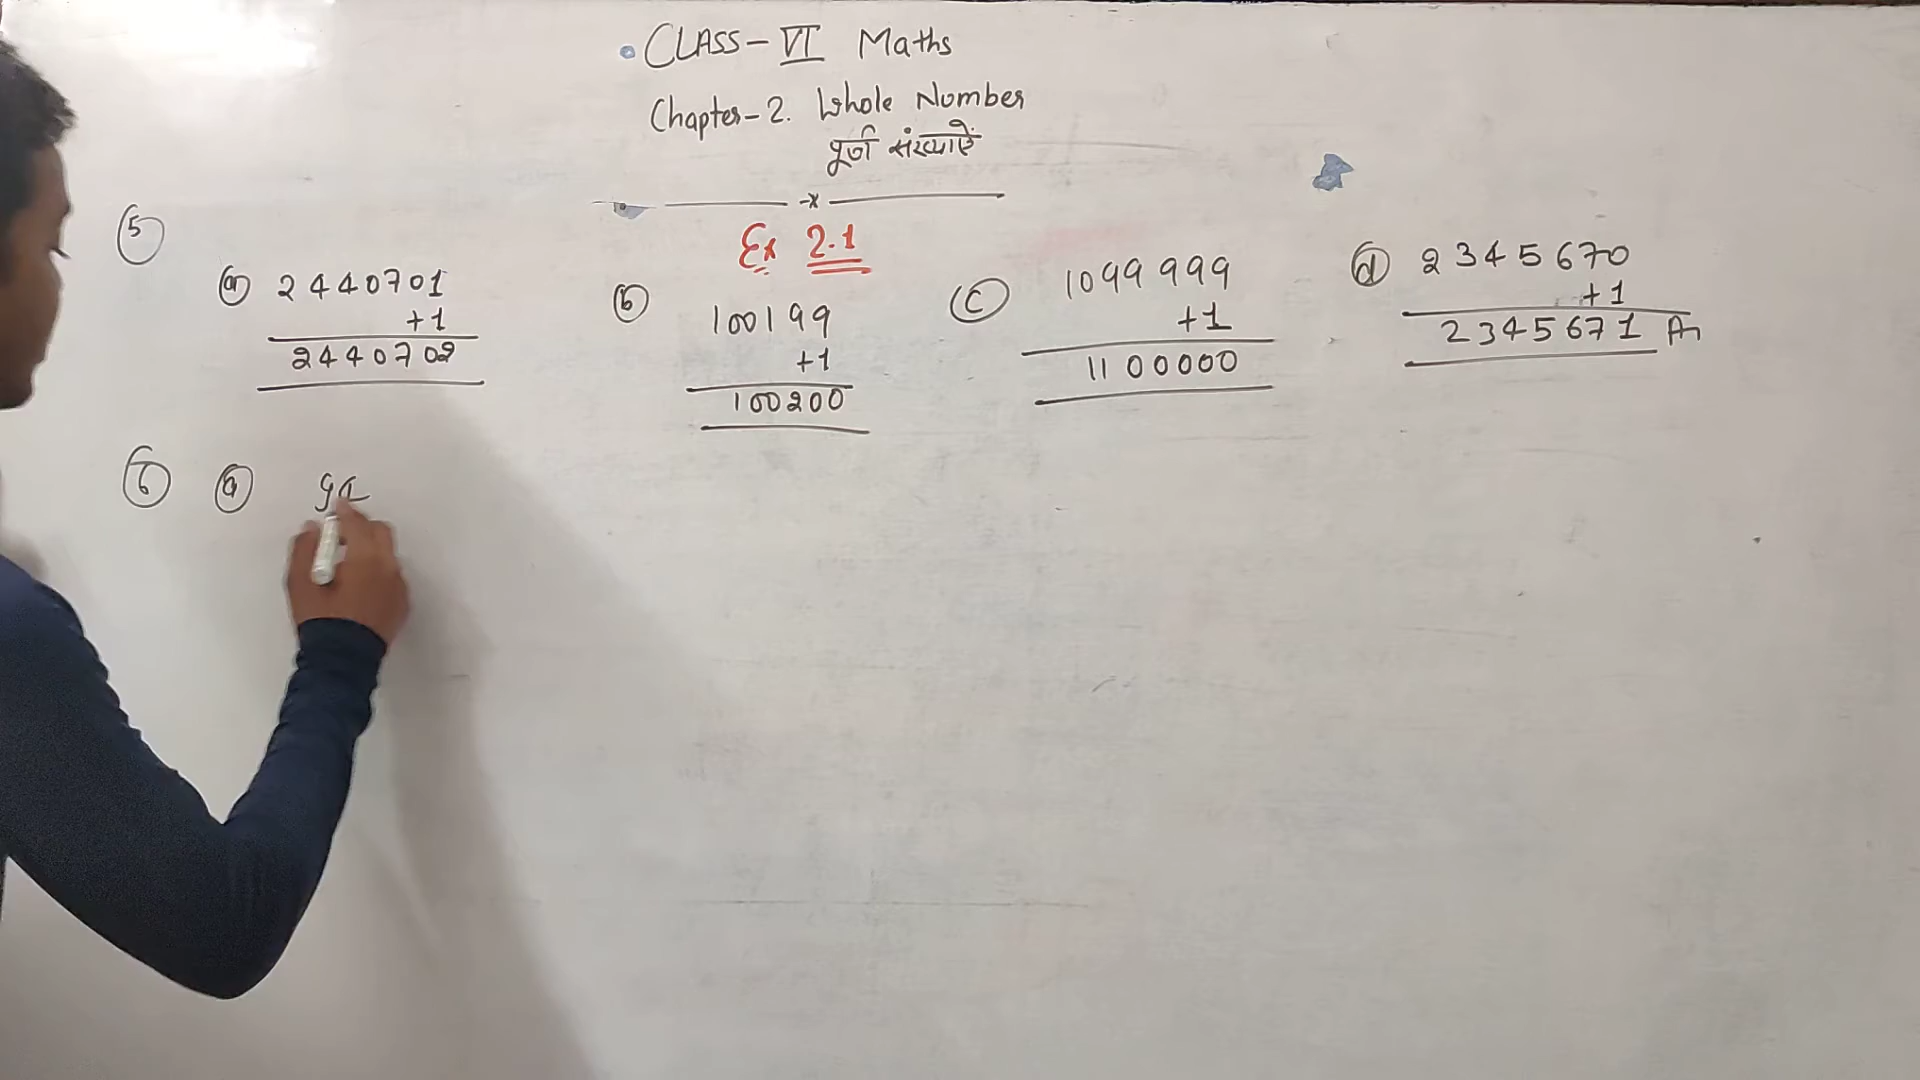 CLASS-VI Maths
Chapter-2. Whole Number
पूर्ण संख्याएँ
Ex 2.1
5
a 2440701
+1
2440702
b 100199
+1
100200
C 1099999
+1
1100000
d 2345670
+1
2345671 An
6 a